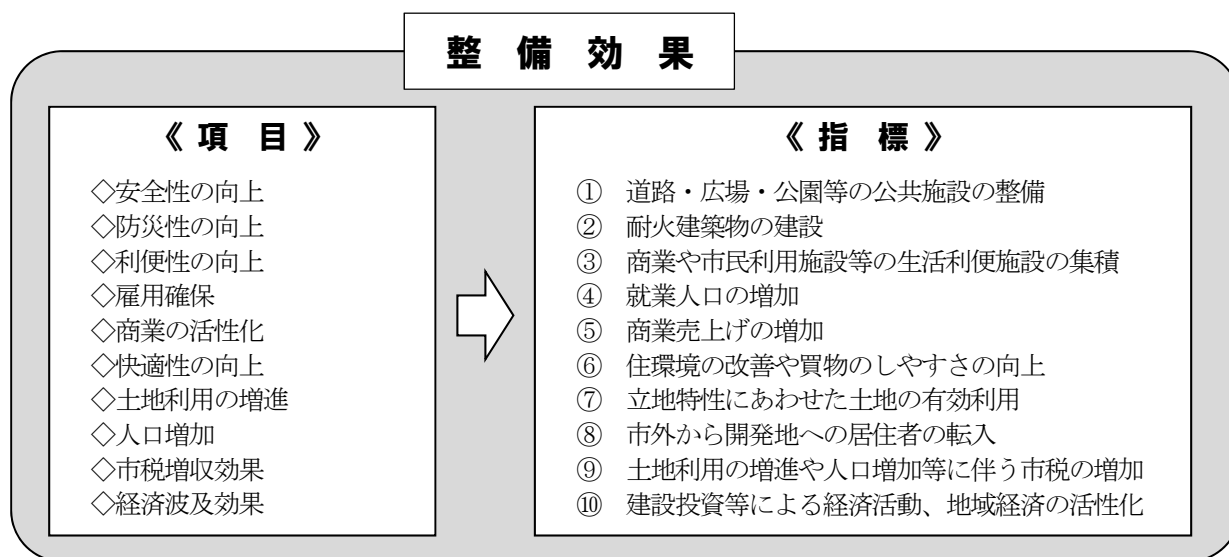 整 備 効 果
《 項 目 》
◇安全性の向上
◇防災性の向上
◇利便性の向上
◇雇用確保
◇商業の活性化
◇快適性の向上
◇土地利用の増進
◇人口増加
◇市税増収効果
◇経済波及効果
《 指 標 》
① 道路・広場・公園等の公共施設の整備
② 耐火建築物の建設
③ 商業や市民利用施設等の生活利便施設の集積
④ 就業人口の増加
⑤ 商業売上げの増加
⑥ 住環境の改善や買物のしやすさの向上
⑦ 立地特性にあわせた土地の有効利用
⑧ 市外から開発地への居住者の転入
⑨ 土地利用の増進や人口増加等に伴う市税の増加
⑩ 建設投資等による経済活動、地域経済の活性化